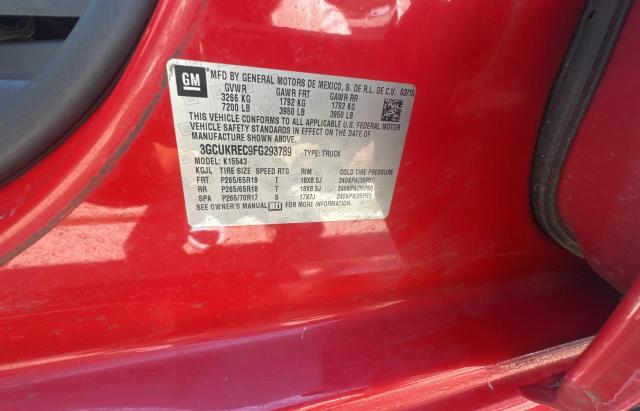 GM
MFD BY GENERAL MOTORS DE MEXICO, S. DE R.L. DE C.V. 02/15
GVWR GAWR FRT GAWR RR
3266 KG 1792 KG 1792 KG
7200 LB 3950 LB 3950 LB
THIS VEHICLE CONFORMS TO ALL APPLICABLE U.S. FEDERAL MOTOR
VEHICLE SAFETY STANDARDS IN EFFECT ON THE DATE OF
MANUFACTURE SHOWN ABOVE.
3GCUKREC9FG293789 TYPE: TRUCK
MODEL: K15543
KGJL TIRE SIZE SPEED RTG RIM COLD TIRE PRESSURE
FRT P265/65R18 T 18X8.5J 240KPA(35PSI)
RR P265/65R18 T 18X8.5J 240KPA(35PSI)
SPA P265/70R17 S 17X7J 240KPA(35PSI)
SEE OWNER'S MANUAL